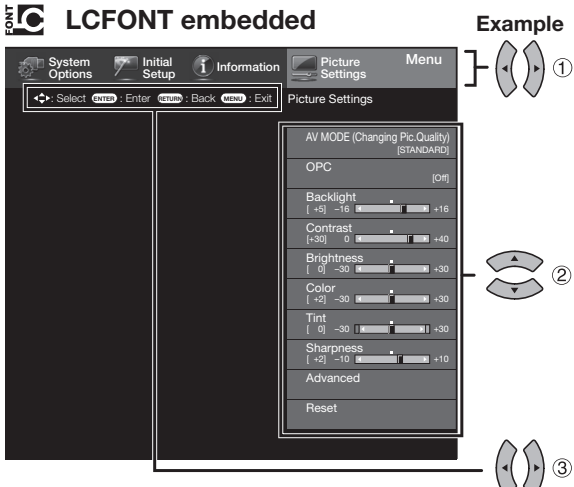 FONT LC LCFONT embedded
Example
System Options
Initial Setup
i Information
Picture Settings
Menu
①
: Select ENTER : Enter RETURN : Back MENU : Exit
Picture Settings
AV MODE (Changing Pic.Quality)
[STANDARD]
OPC
[Off]
Backlight
[ +5] –16 +16
Contrast
[+30] 0 +40
Brightness
[ 0] –30 +30
Color
[ +2] –30 +30
Tint
[ 0] –30 +30
Sharpness
[ +2] –10 +10
Advanced
Reset
②
③